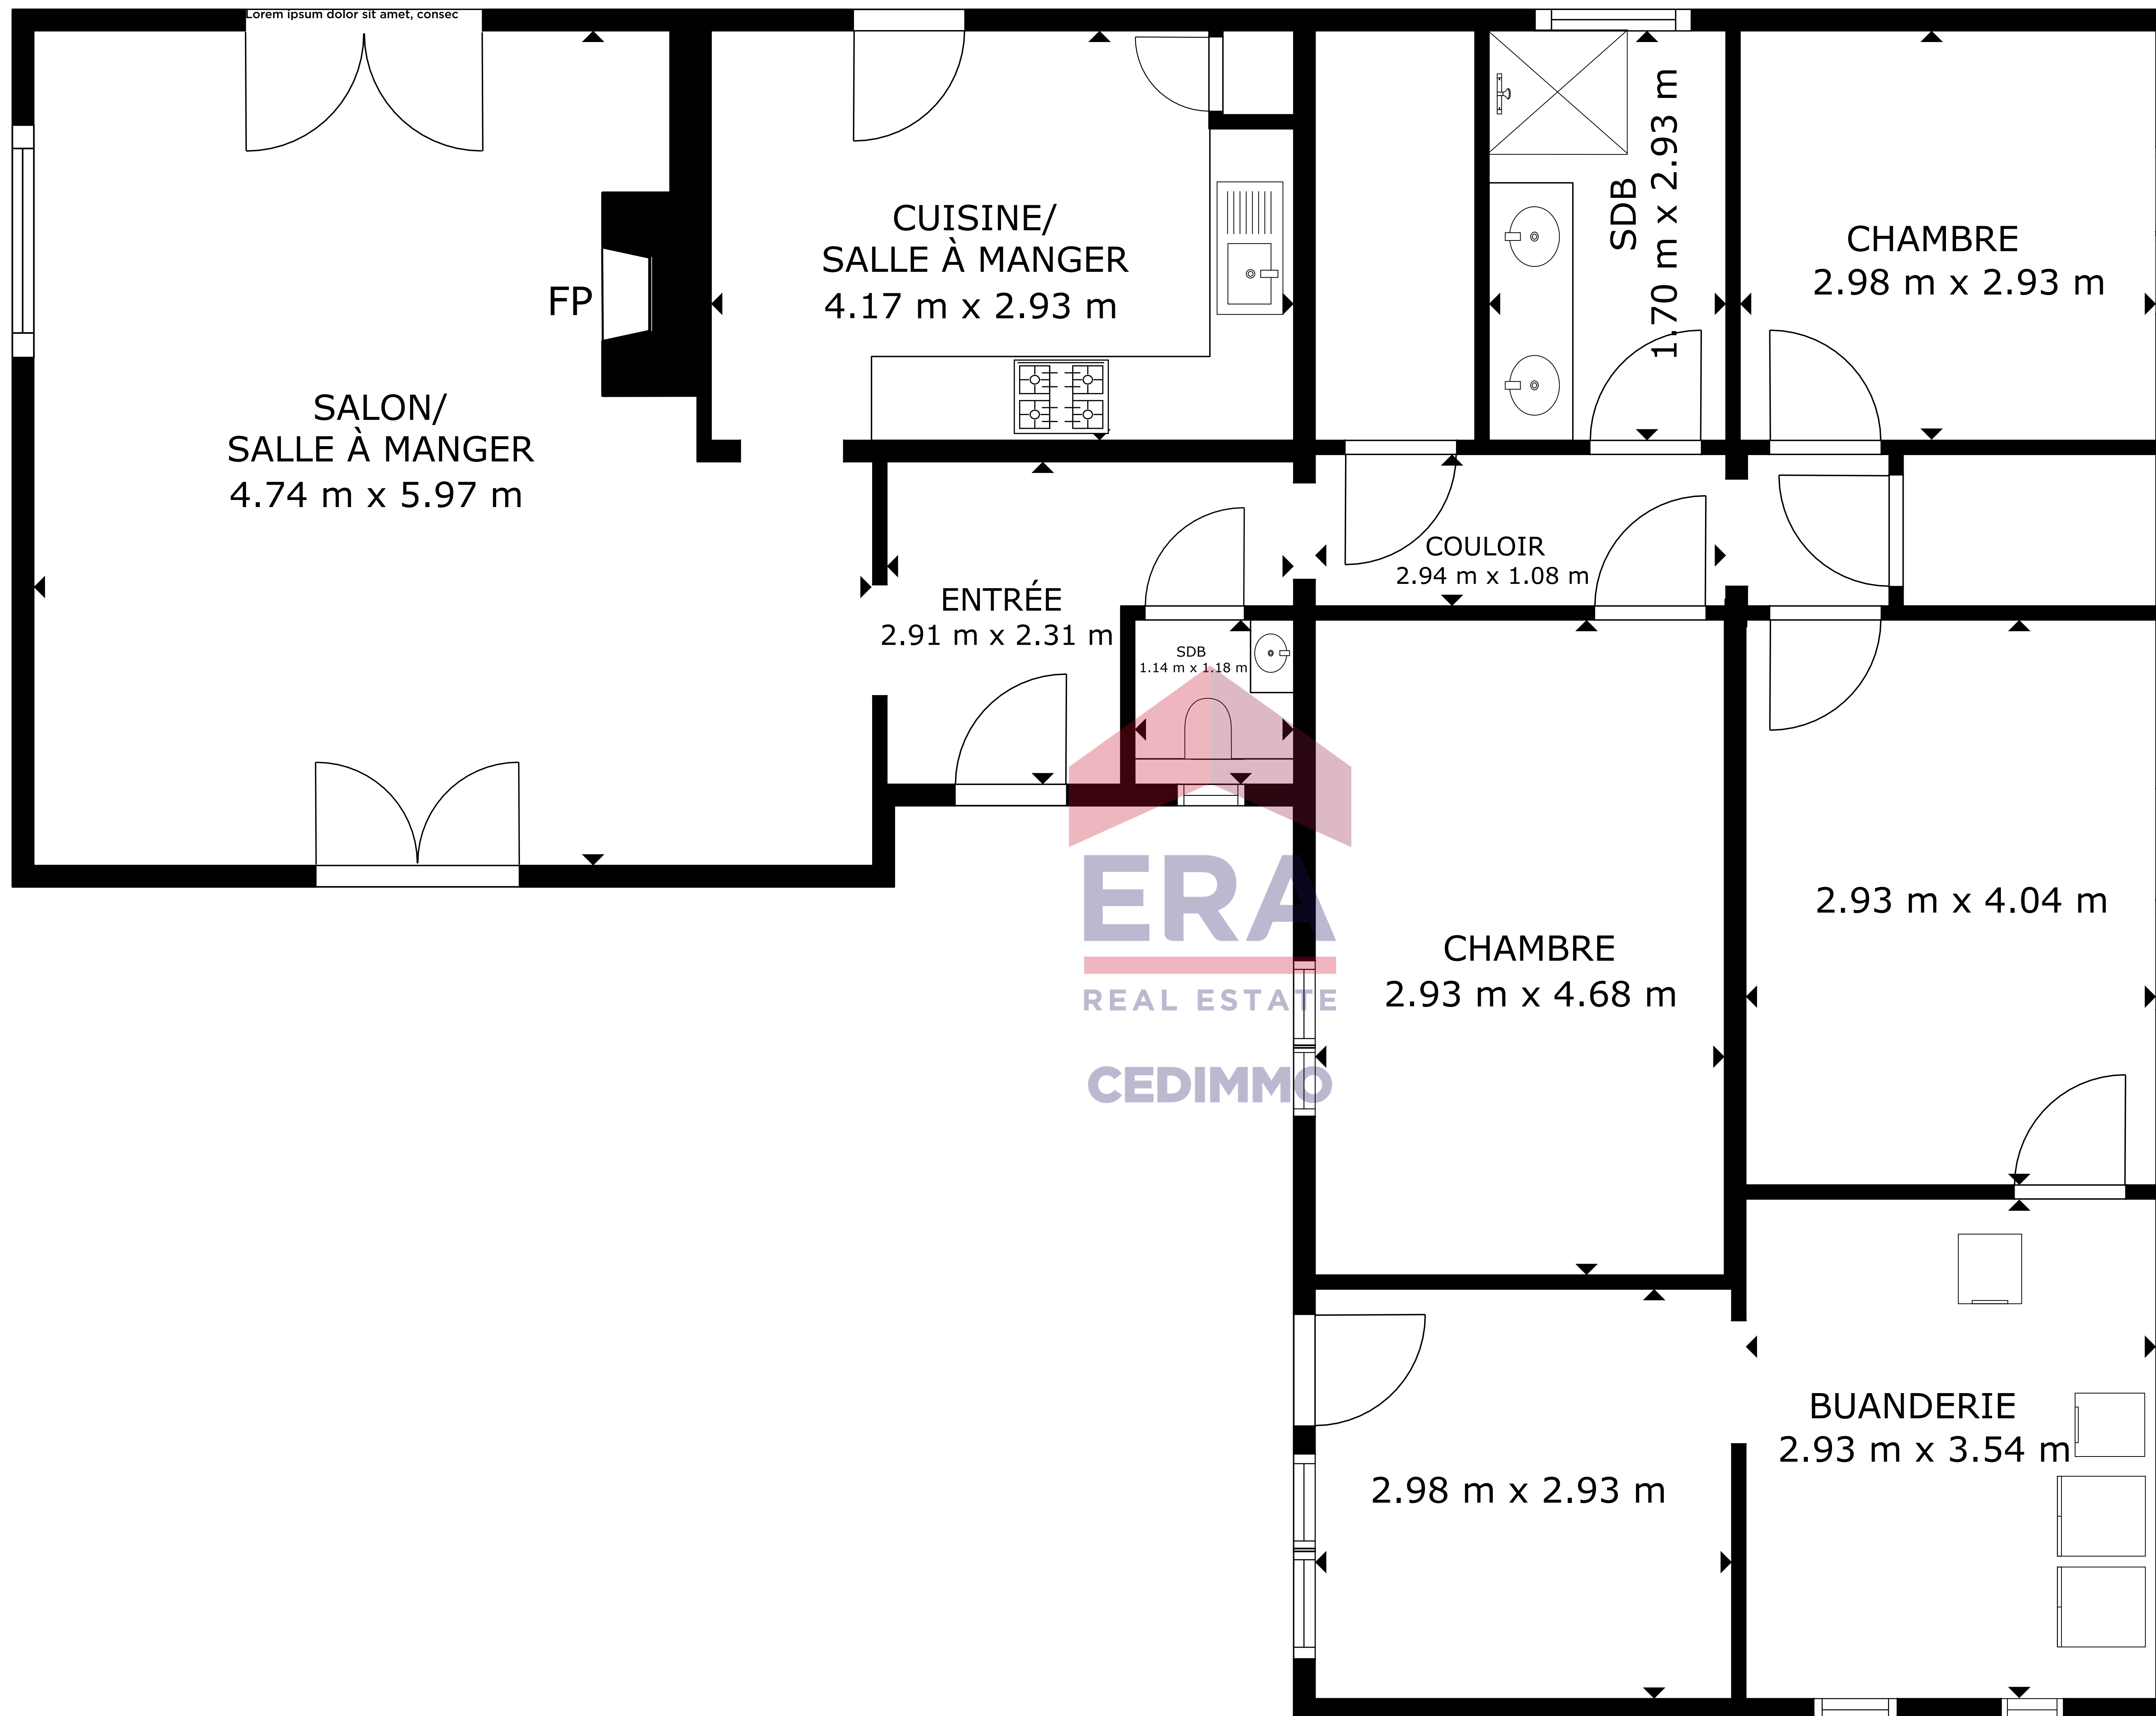 Lorem ipsum dolor sit amet, consec
CUISINE/
SALLE À MANGER
4.17 m x 2.93 m
SDB
1.70 m x 2.93 m
CHAMBRE
2.98 m x 2.93 m
FP
SALON/
SALLE À MANGER
4.74 m x 5.97 m
COULOIR
2.94 m x 1.08 m
ENTRÉE
2.91 m x 2.31 m
SDB
1.14 m x 1.18 m
2.93 m x 4.04 m
ERA
REAL ESTATE
CEDIMMO
CHAMBRE
2.93 m x 4.68 m
BUANDERIE
2.93 m x 3.54 m
2.98 m x 2.93 m